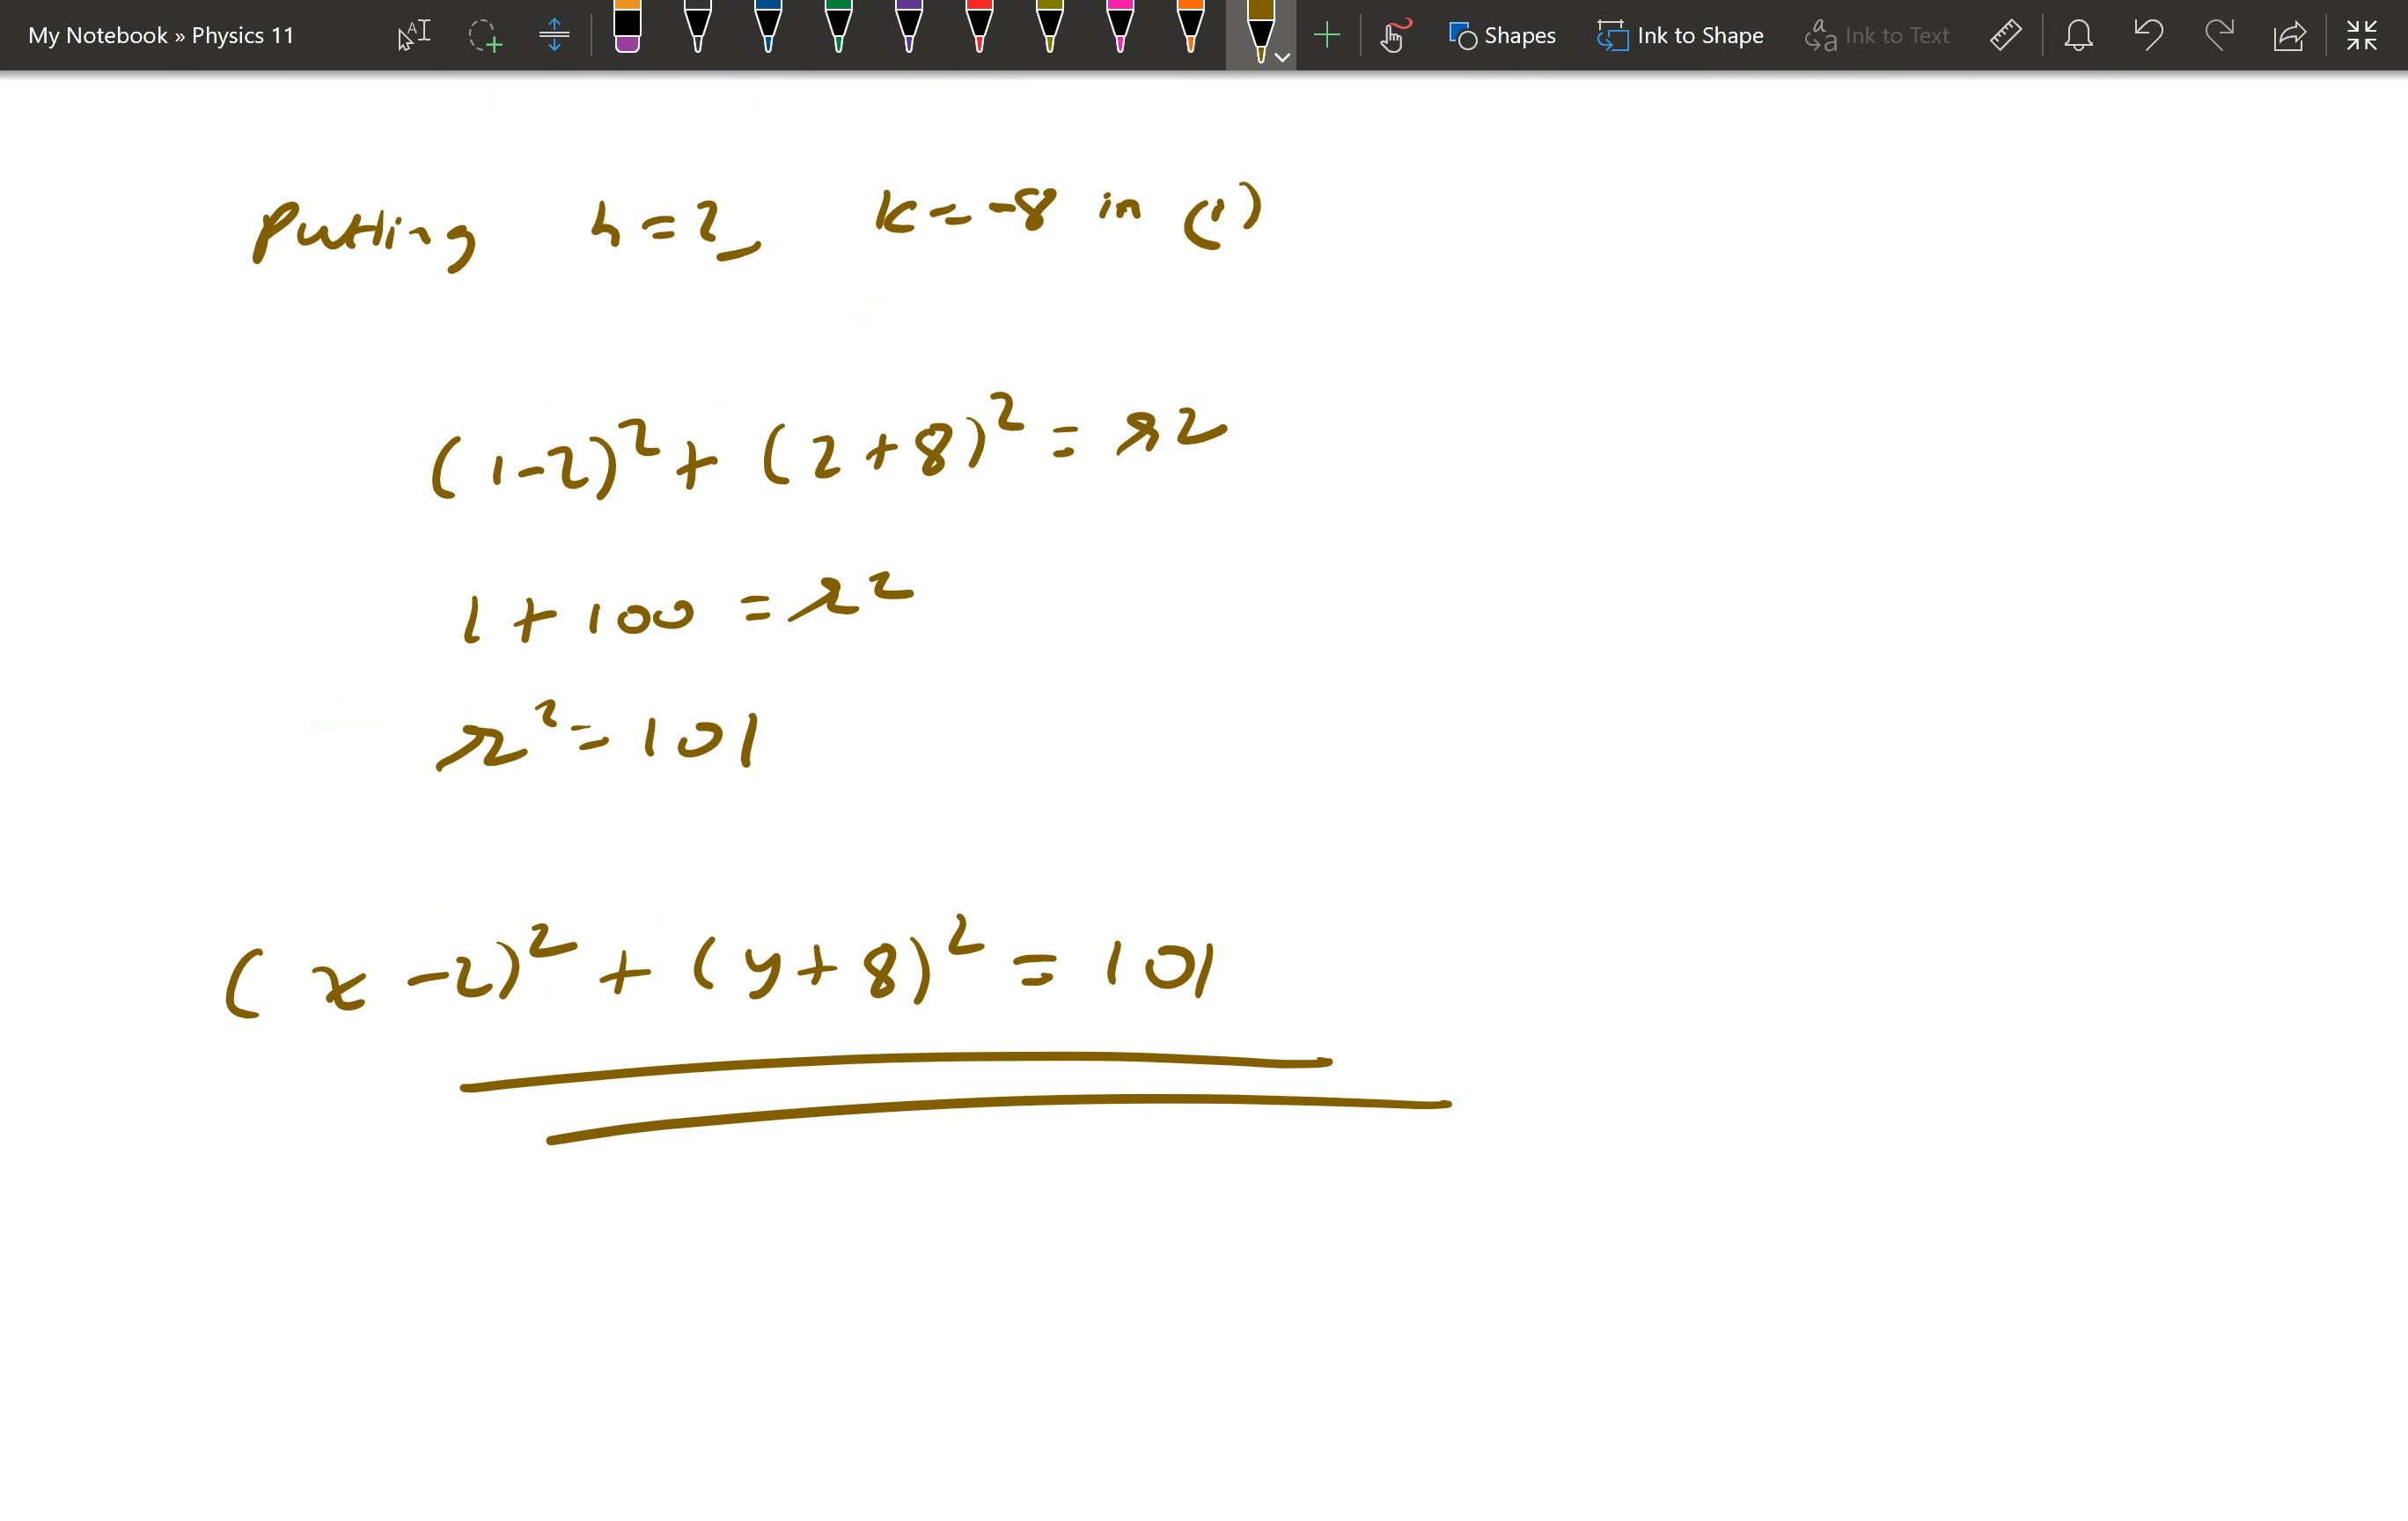 My Notebook » Physics 11 Shapes Ink to Shape Ink to Text
Putting h=2, k=-8 in (1)
(1-2)²+(2+8)²=r²
1+100=r²
r²=101
(x-2)²+(y+8)²=101